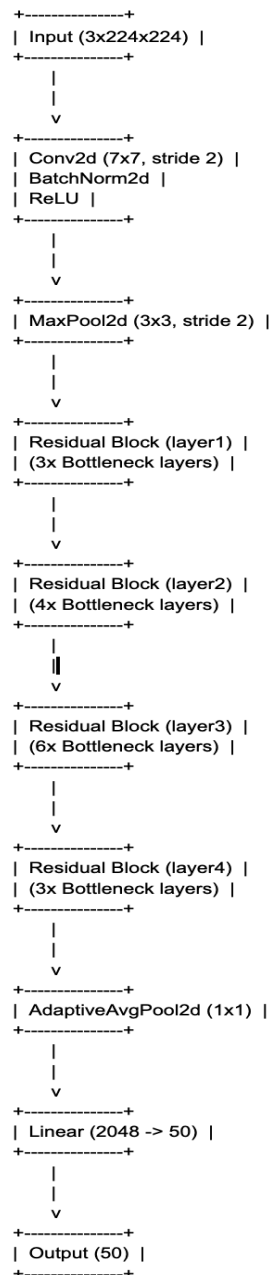 +---------------+
| Input (3x224x224) |
+---------------+
|
|
v
+---------------+
| Conv2d (7x7, stride 2) |
| BatchNorm2d |
| ReLU |
+---------------+
|
|
v
+---------------+
| MaxPool2d (3x3, stride 2) |
+---------------+
|
|
v
+---------------+
| Residual Block (layer1) |
| (3x Bottleneck layers) |
+---------------+
|
|
v
+---------------+
| Residual Block (layer2) |
| (4x Bottleneck layers) |
+---------------+
|
|
v
+---------------+
| Residual Block (layer3) |
| (6x Bottleneck layers) |
+---------------+
|
|
v
+---------------+
| Residual Block (layer4) |
| (3x Bottleneck layers) |
+---------------+
|
|
v
+---------------+
| AdaptiveAvgPool2d (1x1) |
+---------------+
|
|
v
+---------------+
| Linear (2048 -> 50) |
+---------------+
|
|
v
+---------------+
| Output (50) |
+---------------+